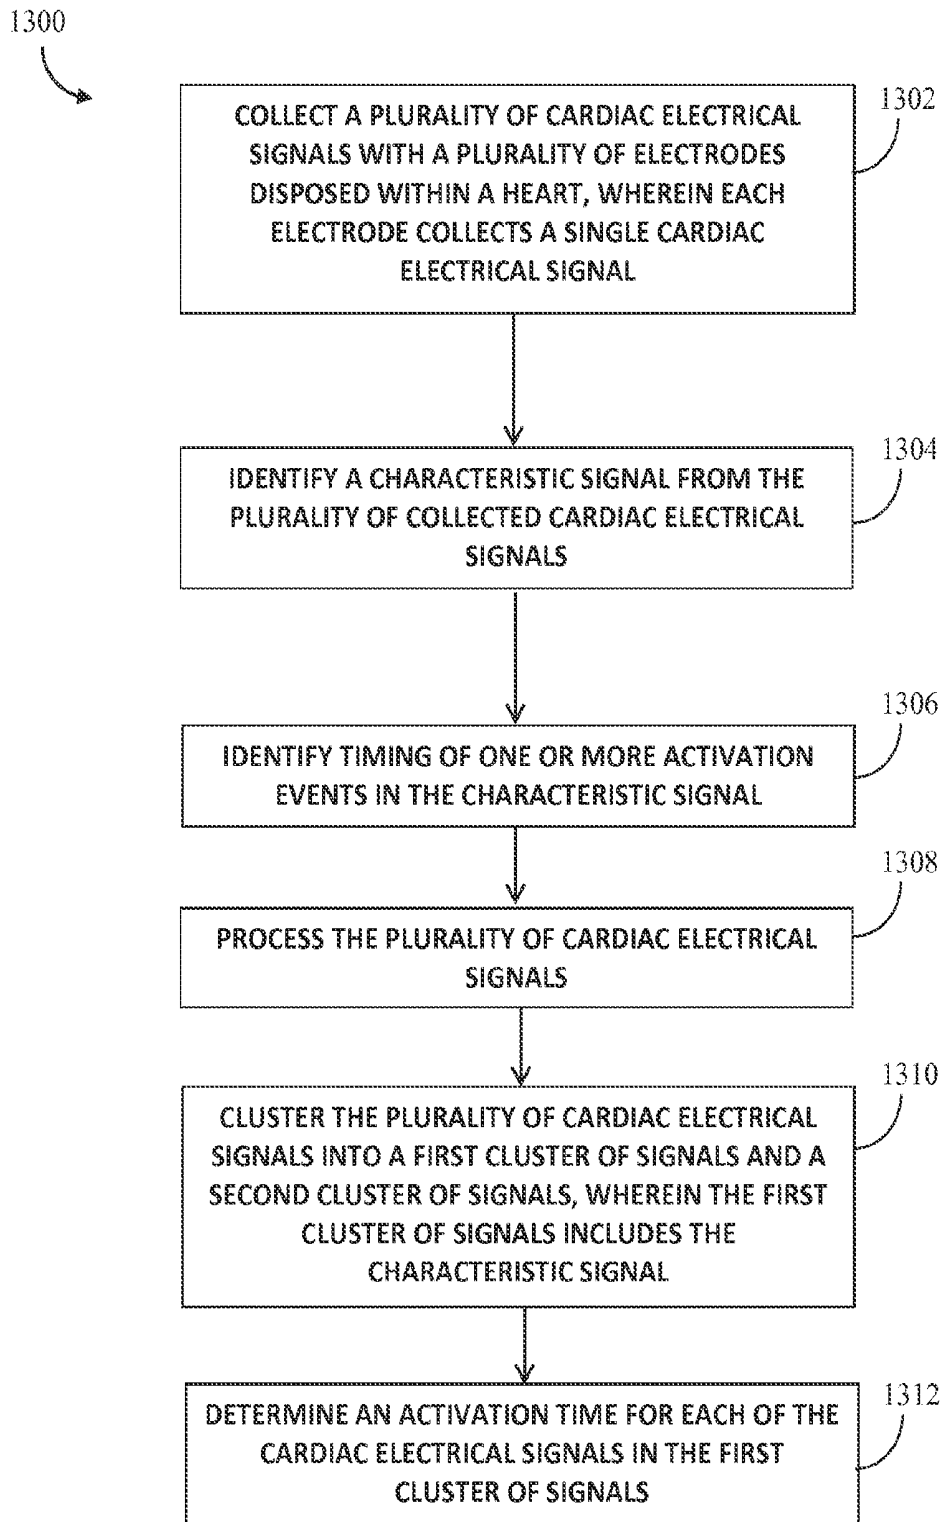 1300
1302
COLLECT A PLURALITY OF CARDIAC ELECTRICAL
SIGNALS WITH A PLURALITY OF ELECTRODES
DISPOSED WITHIN A HEART, WHEREIN EACH
ELECTRODE COLLECTS A SINGLE CARDIAC
ELECTRICAL SIGNAL
1304
IDENTIFY A CHARACTERISTIC SIGNAL FROM THE
PLURALITY OF COLLECTED CARDIAC ELECTRICAL
SIGNALS
1306
IDENTIFY TIMING OF ONE OR MORE ACTIVATION
EVENTS IN THE CHARACTERISTIC SIGNAL
1308
PROCESS THE PLURALITY OF CARDIAC ELECTRICAL
SIGNALS
1310
CLUSTER THE PLURALITY OF CARDIAC ELECTRICAL
SIGNALS INTO A FIRST CLUSTER OF SIGNALS AND A
SECOND CLUSTER OF SIGNALS, WHEREIN THE FIRST
CLUSTER OF SIGNALS INCLUDES THE
CHARACTERISTIC SIGNAL
1312
DETERMINE AN ACTIVATION TIME FOR EACH OF THE
CARDIAC ELECTRICAL SIGNALS IN THE FIRST
CLUSTER OF SIGNALS